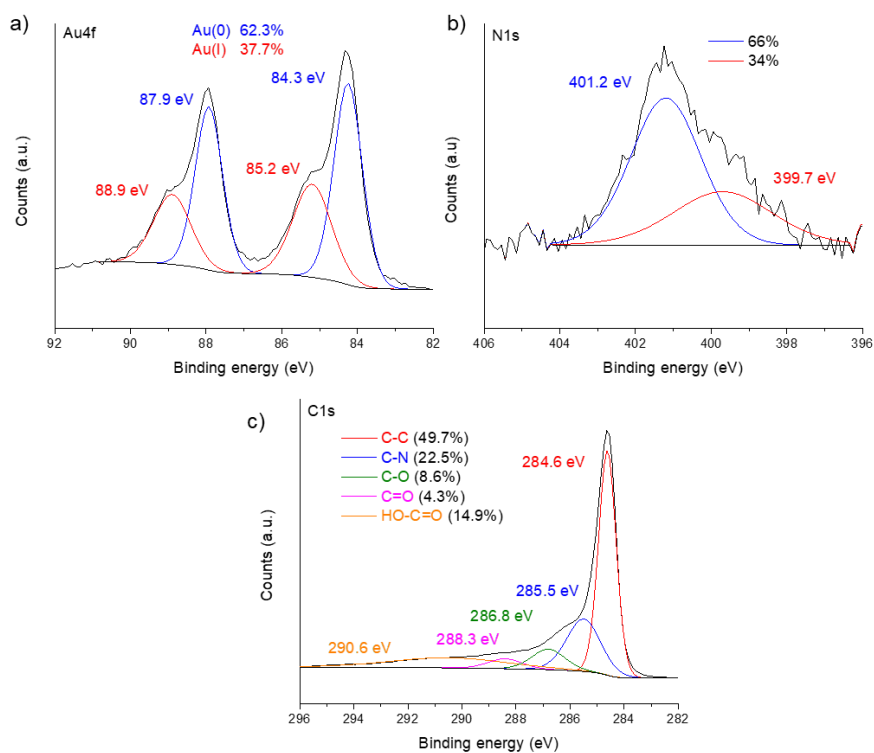 a)
Au4f
Au(0) 62.3%
Au(I) 37.7%
87.9 eV
84.3 eV
88.9 eV
85.2 eV
Counts (a.u.)
92 90 88 86 84 82
Binding energy (eV)
b)
N1s
66%
34%
401.2 eV
399.7 eV
Counts (a.u)
406 404 402 400 398 396
Binding energy (eV)
c)
C1s
C-C (49.7%)
C-N (22.5%)
C-O (8.6%)
C=O (4.3%)
HO-C=O (14.9%)
284.6 eV
285.5 eV
286.8 eV
288.3 eV
290.6 eV
Counts (a.u.)
296 294 292 290 288 286 284 282
Binding energy (eV)